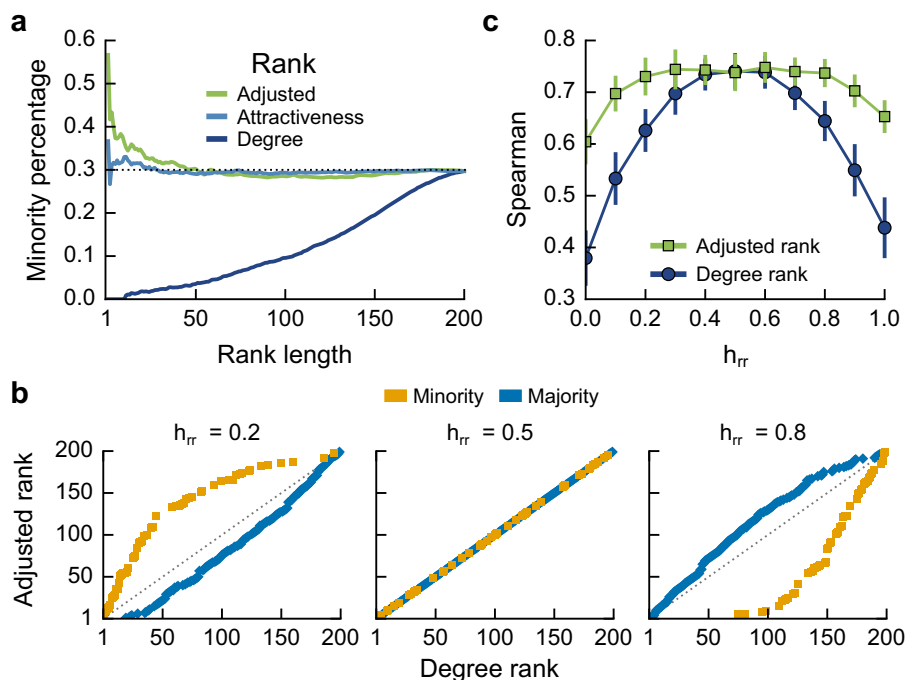 a
0.6
0.5
0.4
0.3
0.2
0.1
0.0
Minority percentage
Rank
Adjusted
Attractiveness
Degree
1 50 100 150 200
Rank length
c
0.8
0.7
0.6
0.5
0.4
0.3
Spearman
Adjusted rank
Degree rank
0.0 0.2 0.4 0.6 0.8 1.0
h_rr
b
Minority Majority
h_rr = 0.2 h_rr = 0.5 h_rr = 0.8
200
150
100
50
1
Adjusted rank
1 50 100 150 200 1 50 100 150 200 1 50 100 150 200
Degree rank